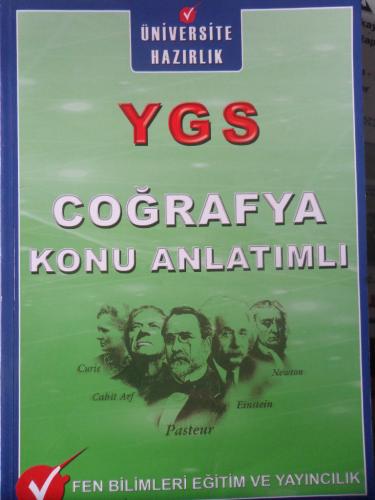 ÜNİVERSİTE
HAZIRLIK
YGS
COĞRAFYA
KONU ANLATIMLI
Curie
Cahit Arf
Pasteur
Einstein
Newton
FEN BİLİMLERİ EĞİTİM VE YAYINCILIK